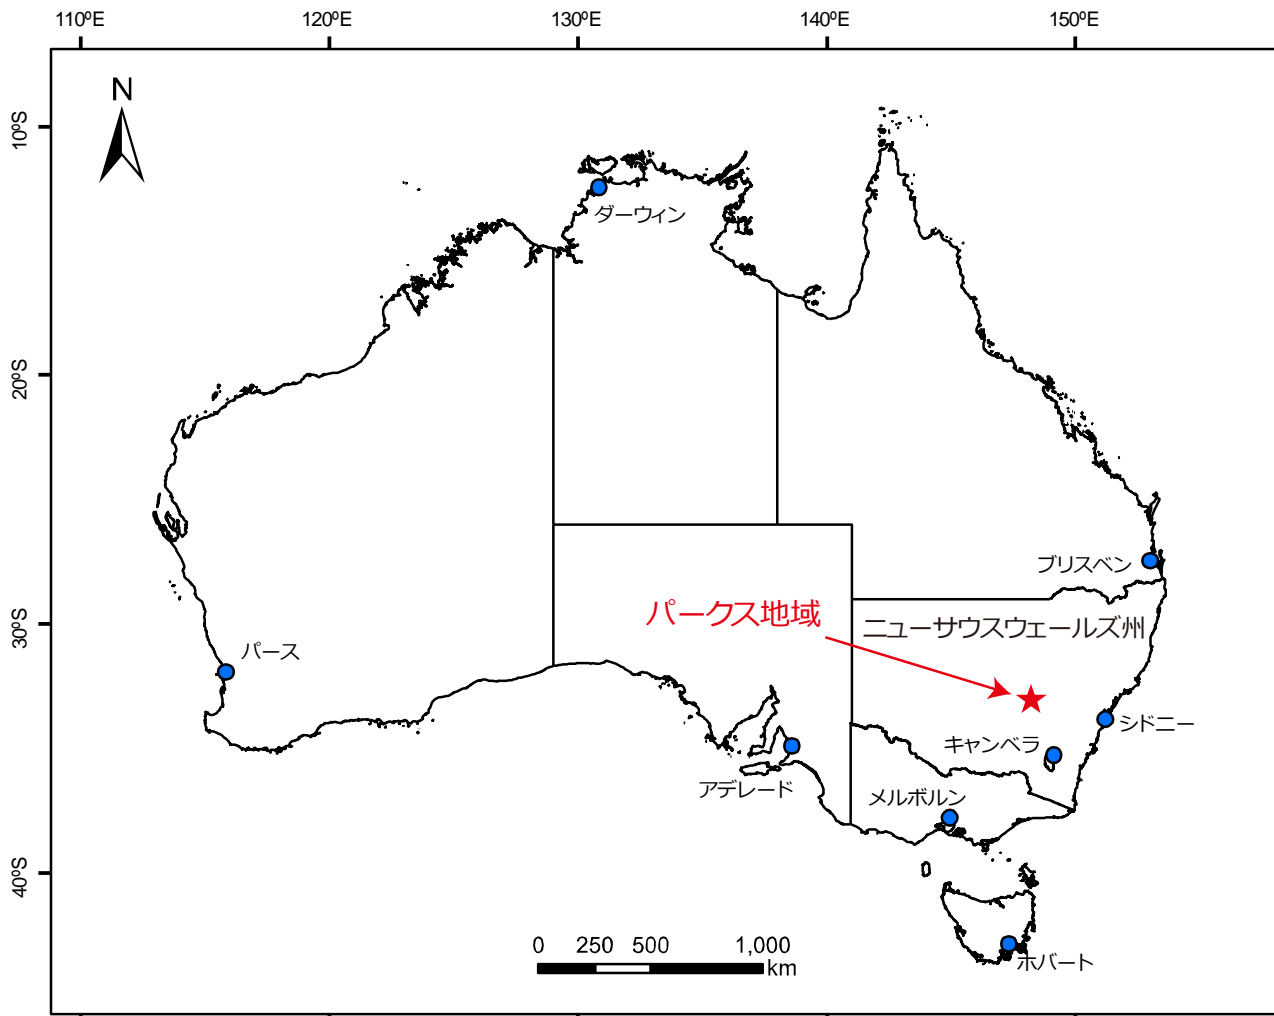 110ºE 120ºE 130ºE 140ºE 150ºE
N
10ºS
ダーウィン
20ºS
ブリスベン
パークス地域
ニューサウスウェールズ州
30ºS
パース
シドニー
キャンベラ
アデレード
メルボルン
40ºS
0 250 500 1,000
km
ホバート